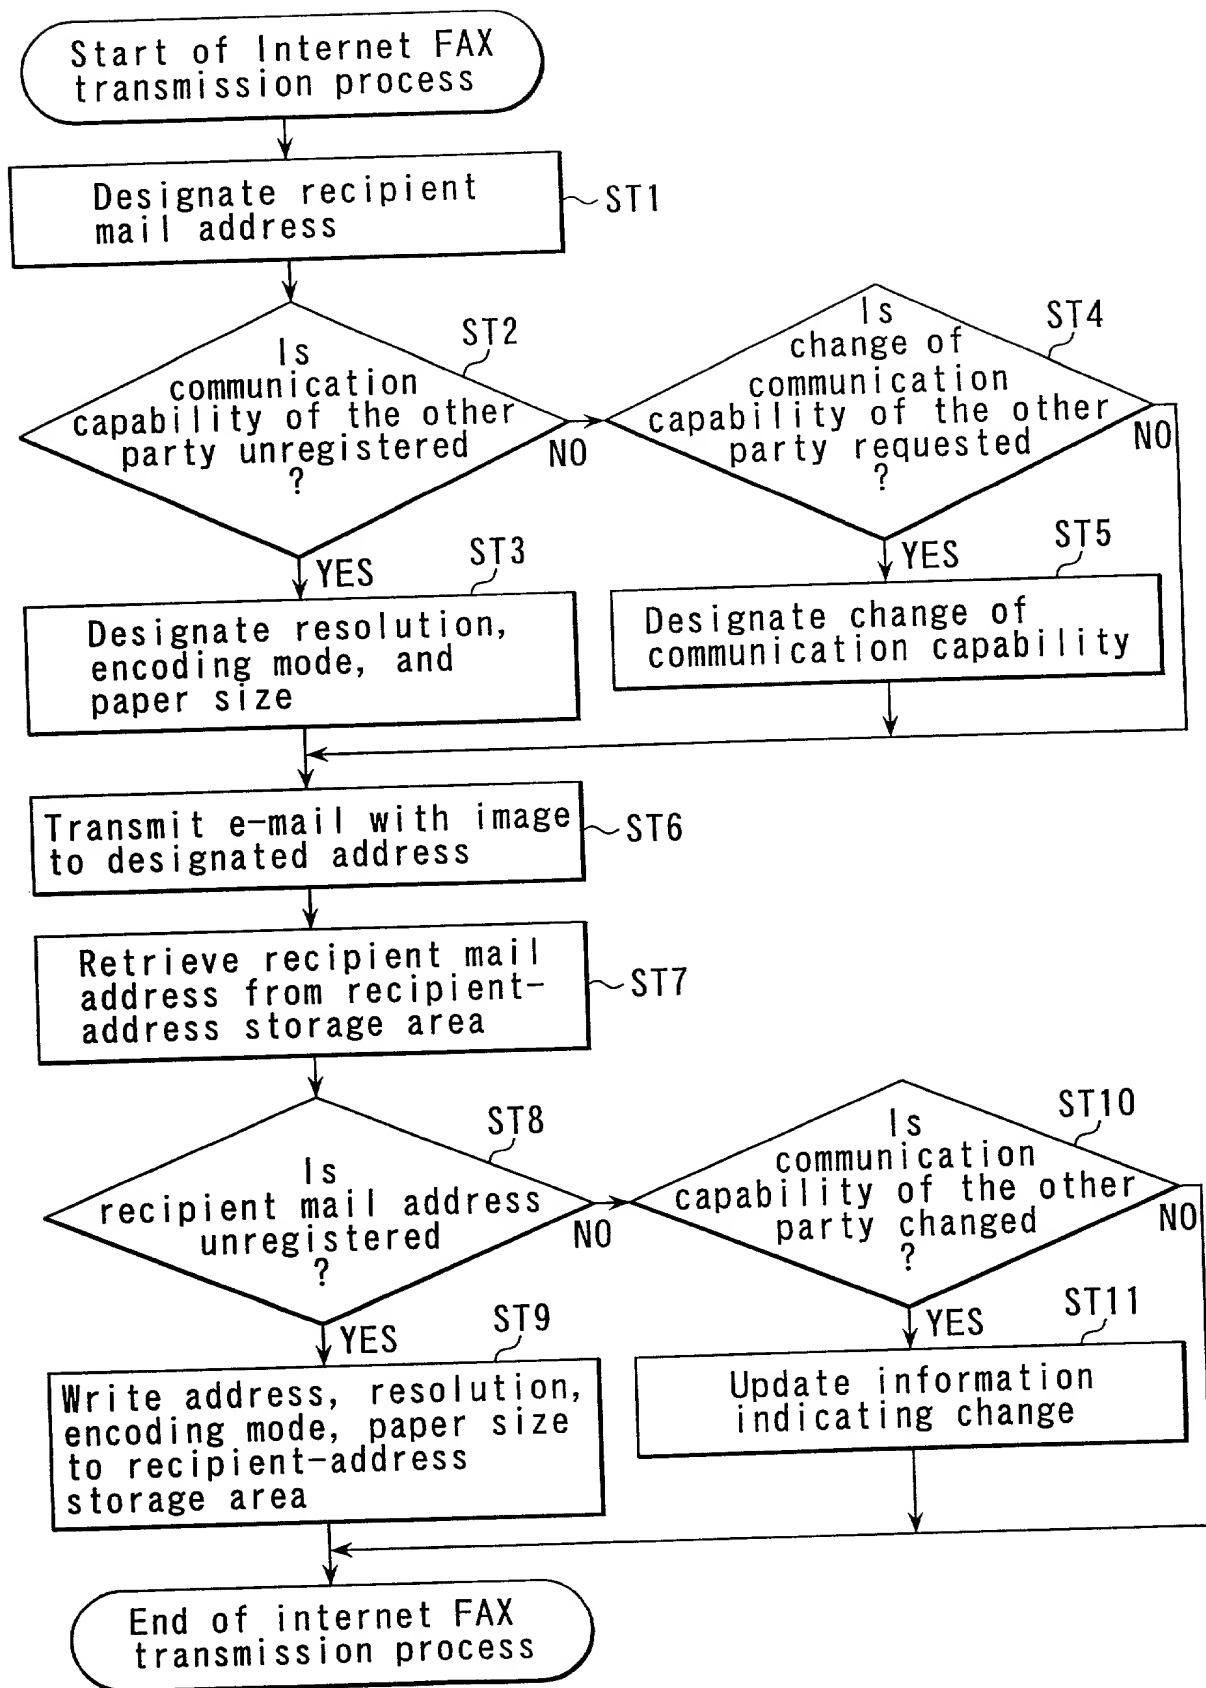 Start of Internet FAX
transmission process
Designate recipient
mail address
ST1
Is
communication
capability of the other
party unregistered
?
ST2
NO
YES
Is
change of
communication
capability of the other
party requested
?
ST4
NO
YES
ST3
Designate resolution,
encoding mode, and
paper size
ST5
Designate change of
communication capability
Transmit e-mail with image
to designated address
ST6
Retrieve recipient mail
address from recipient-
address storage area
ST7
Is
recipient mail address
unregistered
?
ST8
NO
YES
Is
communication
capability of the other
party changed
?
ST10
NO
YES
ST9
Write address, resolution,
encoding mode, paper size
to recipient-address
storage area
ST11
Update information
indicating change
End of internet FAX
transmission process